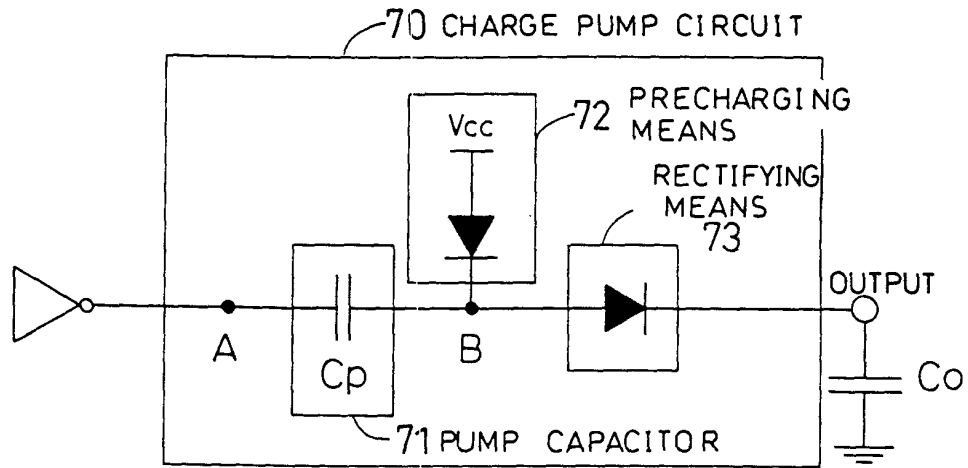 70 CHARGE PUMP CIRCUIT
72 PRECHARGING
MEANS
Vcc
RECTIFYING
MEANS
73
OUTPUT
A
B
Cp
Co
71 PUMP CAPACITOR